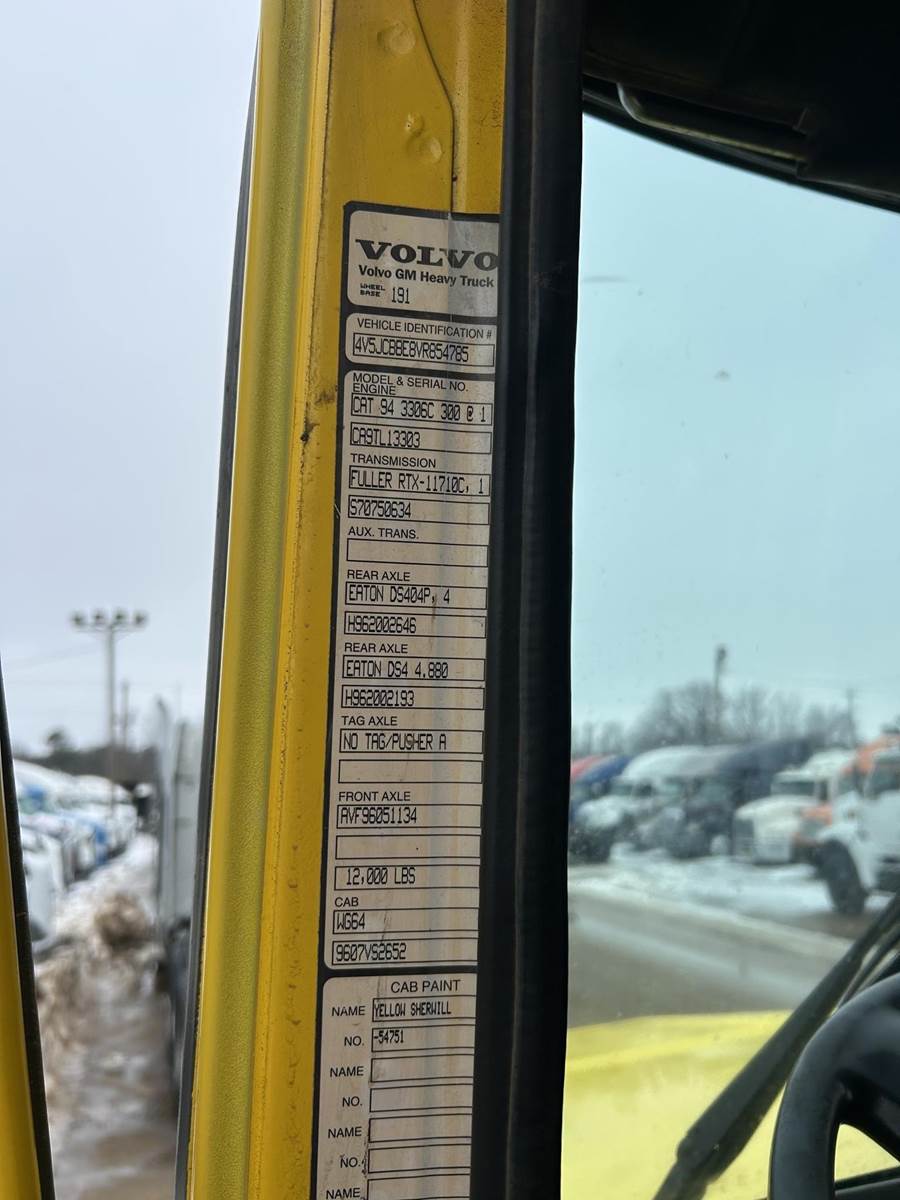 VOLVO
Volvo GM Heavy Truck
WHEEL
BASE 191
VEHICLE IDENTIFICATION #
4V5JCBBE8VR854785
MODEL & SERIAL NO.
ENGINE
CAT 94 3306C 300 @ 1
CA9TL13303
TRANSMISSION
FULLER RTX-11710C, 1
S70750634
AUX. TRANS.
REAR AXLE
EATON DS404P, 4
H962002646
REAR AXLE
EATON DS4 4.880
H962002193
TAG AXLE
NO TAG/PUSHER A
FRONT AXLE
AVF96051134
12,000 LBS
CAB
WG64
9607VS2652
CAB PAINT
NAME YELLOW SHERWILL
NO. -54751
NAME
NO.
NAME
NO.
NAME